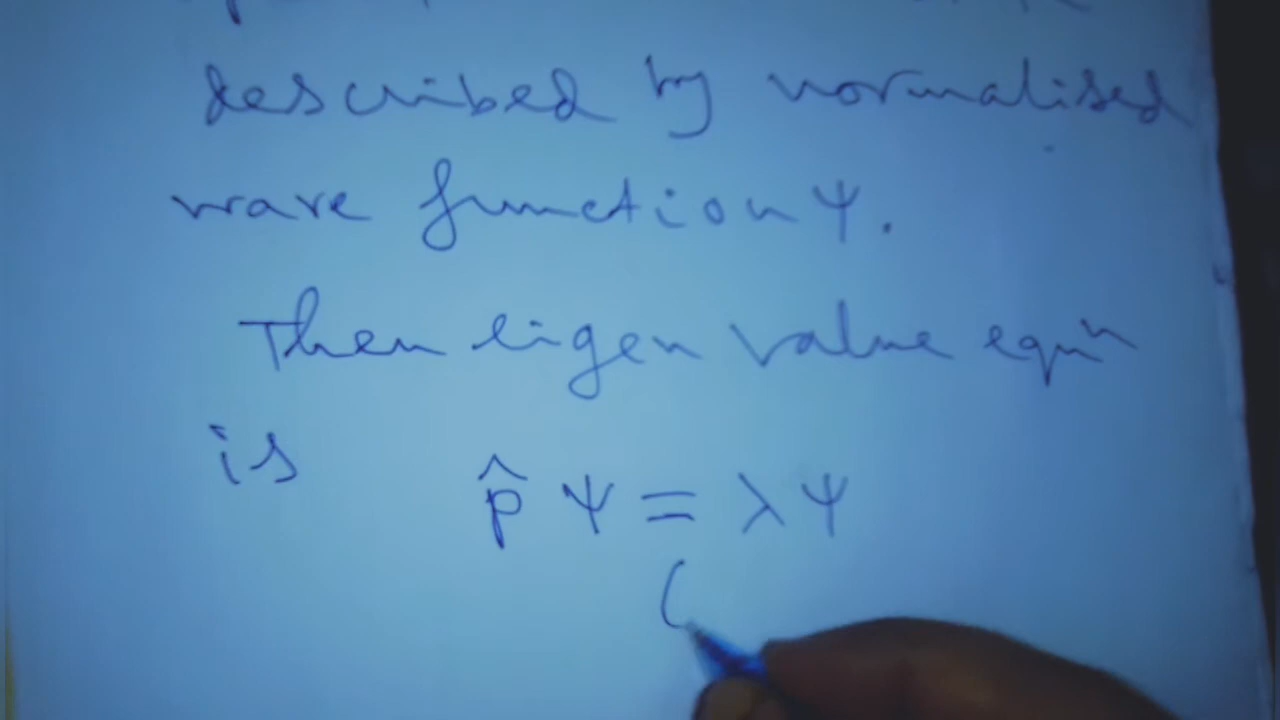 described by normalised
wave function ψ.
Then eigen value eqn
is p̂ ψ = λ ψ
(